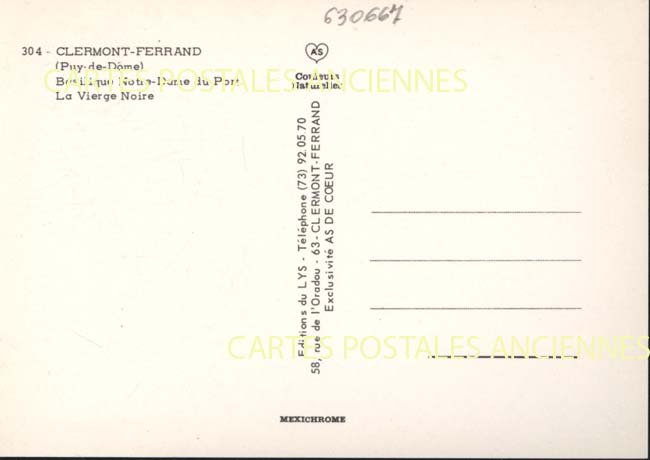 630667
304 - CLERMONT-FERRAND
(Puy-de-Dôme)
Basilique Notre-Dame du Port
La Vierge Noire
AS
Couleurs
Naturelles
CARTES POSTALES ANCIENNES
Editions du LYS - Téléphone (73) 92.05.70
58, rue de l'Oradou - 63 - CLERMONT-FERRAND
Exclusivité AS DE COEUR
CARTES POSTALES ANCIENNES
MEXICHROME